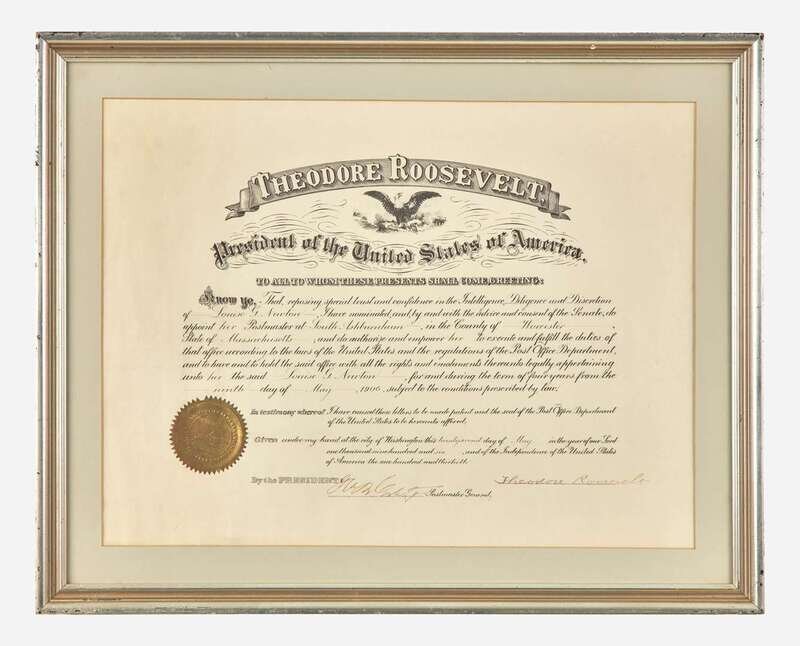 THEODORE ROOSEVELT.
President of the United States of America.
TO ALL TO WHOM THESE PRESENTS SHALL COME, GREETING:
Know ye, That, reposing special trust and confidence in the Intelligence, Diligence and Discretion
of Louise G. Newton, I have nominated, and, by and with the advice and consent of the Senate, do
appoint her Postmaster at South Ashburnham, in the County of Worcester,
State of Massachusetts, and do authorize and empower her to execute and fulfill the duties of
that office according to the laws of the United States and the regulations of the Post Office Department,
and to have and to hold the said office with all the rights and emoluments thereunto legally appertaining
unto her the said Louise G. Newton for and during the term of four years from the
ninth day of May, 1906, subject to the conditions prescribed by law.
In testimony whereof I have caused these letters to be made patent and the seal of the Post Office Department
of the United States to be hereunto affixed.
Given under my hand at the city of Washington this day of May in the year of our Lord
one thousand nine hundred and six, and of the Independence of the United States
of America the one hundred and thirtieth.
By the PRESIDENT: Theodore Roosevelt
Postmaster General.